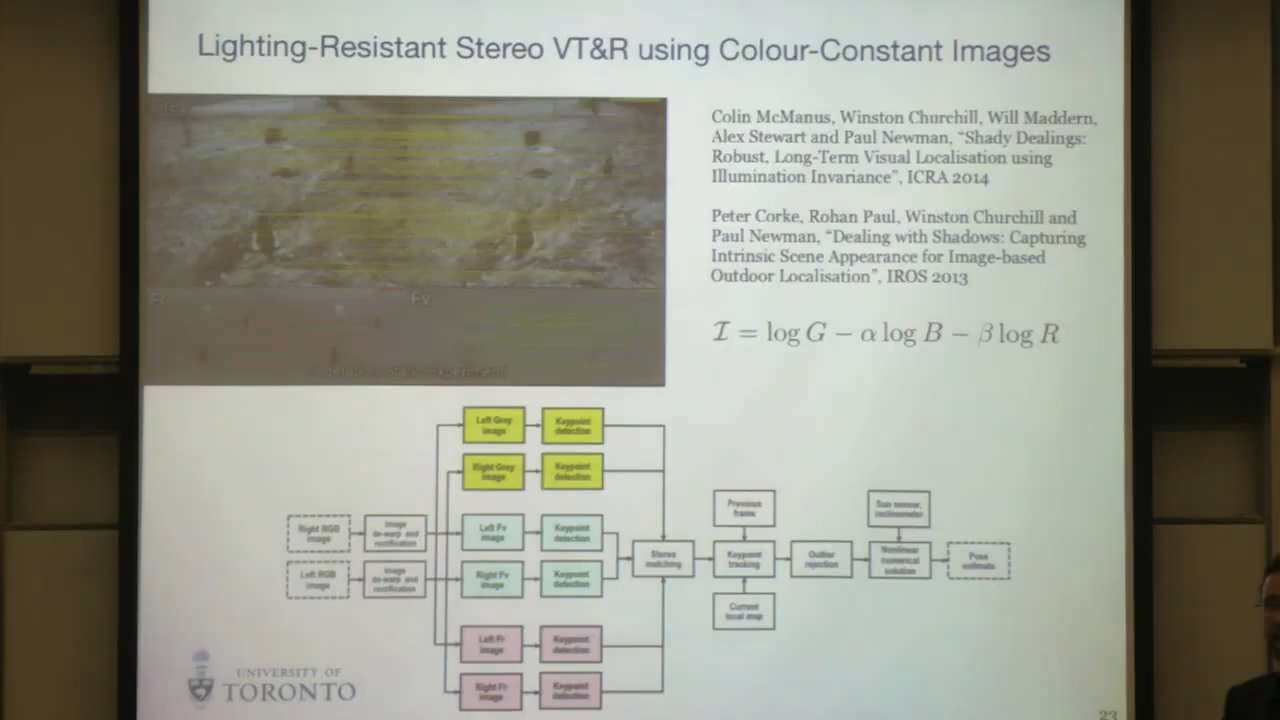 Lighting-Resistant Stereo VT&R using Colour-Constant Images
Colin McManus, Winston Churchill, Will Maddern,
Alex Stewart and Paul Newman, “Shady Dealings:
Robust, Long-Term Visual Localisation using
Illumination Invariance”, ICRA 2014
Peter Corke, Rohan Paul, Winston Churchill and
Paul Newman, “Dealing with Shadows: Capturing
Intrinsic Scene Appearance for Image-based
Outdoor Localisation”, IROS 2013
I = log G − α log B − β log R
Fv
Left Grey
image
Keypoint
detection
Right Grey
image
Keypoint
detection
Right RGB
image
Image
de-warp and
rectification
Left Fv
image
Keypoint
detection
Left RGB
image
Image
de-warp and
rectification
Right Fv
image
Keypoint
detection
Left Fr
image
Keypoint
detection
Right Fr
image
Keypoint
detection
Stereo
matching
Previous
frame
Keypoint
tracking
Current
local map
Outlier
rejection
Sun sensor,
inclinometer
Nonlinear
numerical
solution
Pose
estimate
UNIVERSITY OF
TORONTO
23